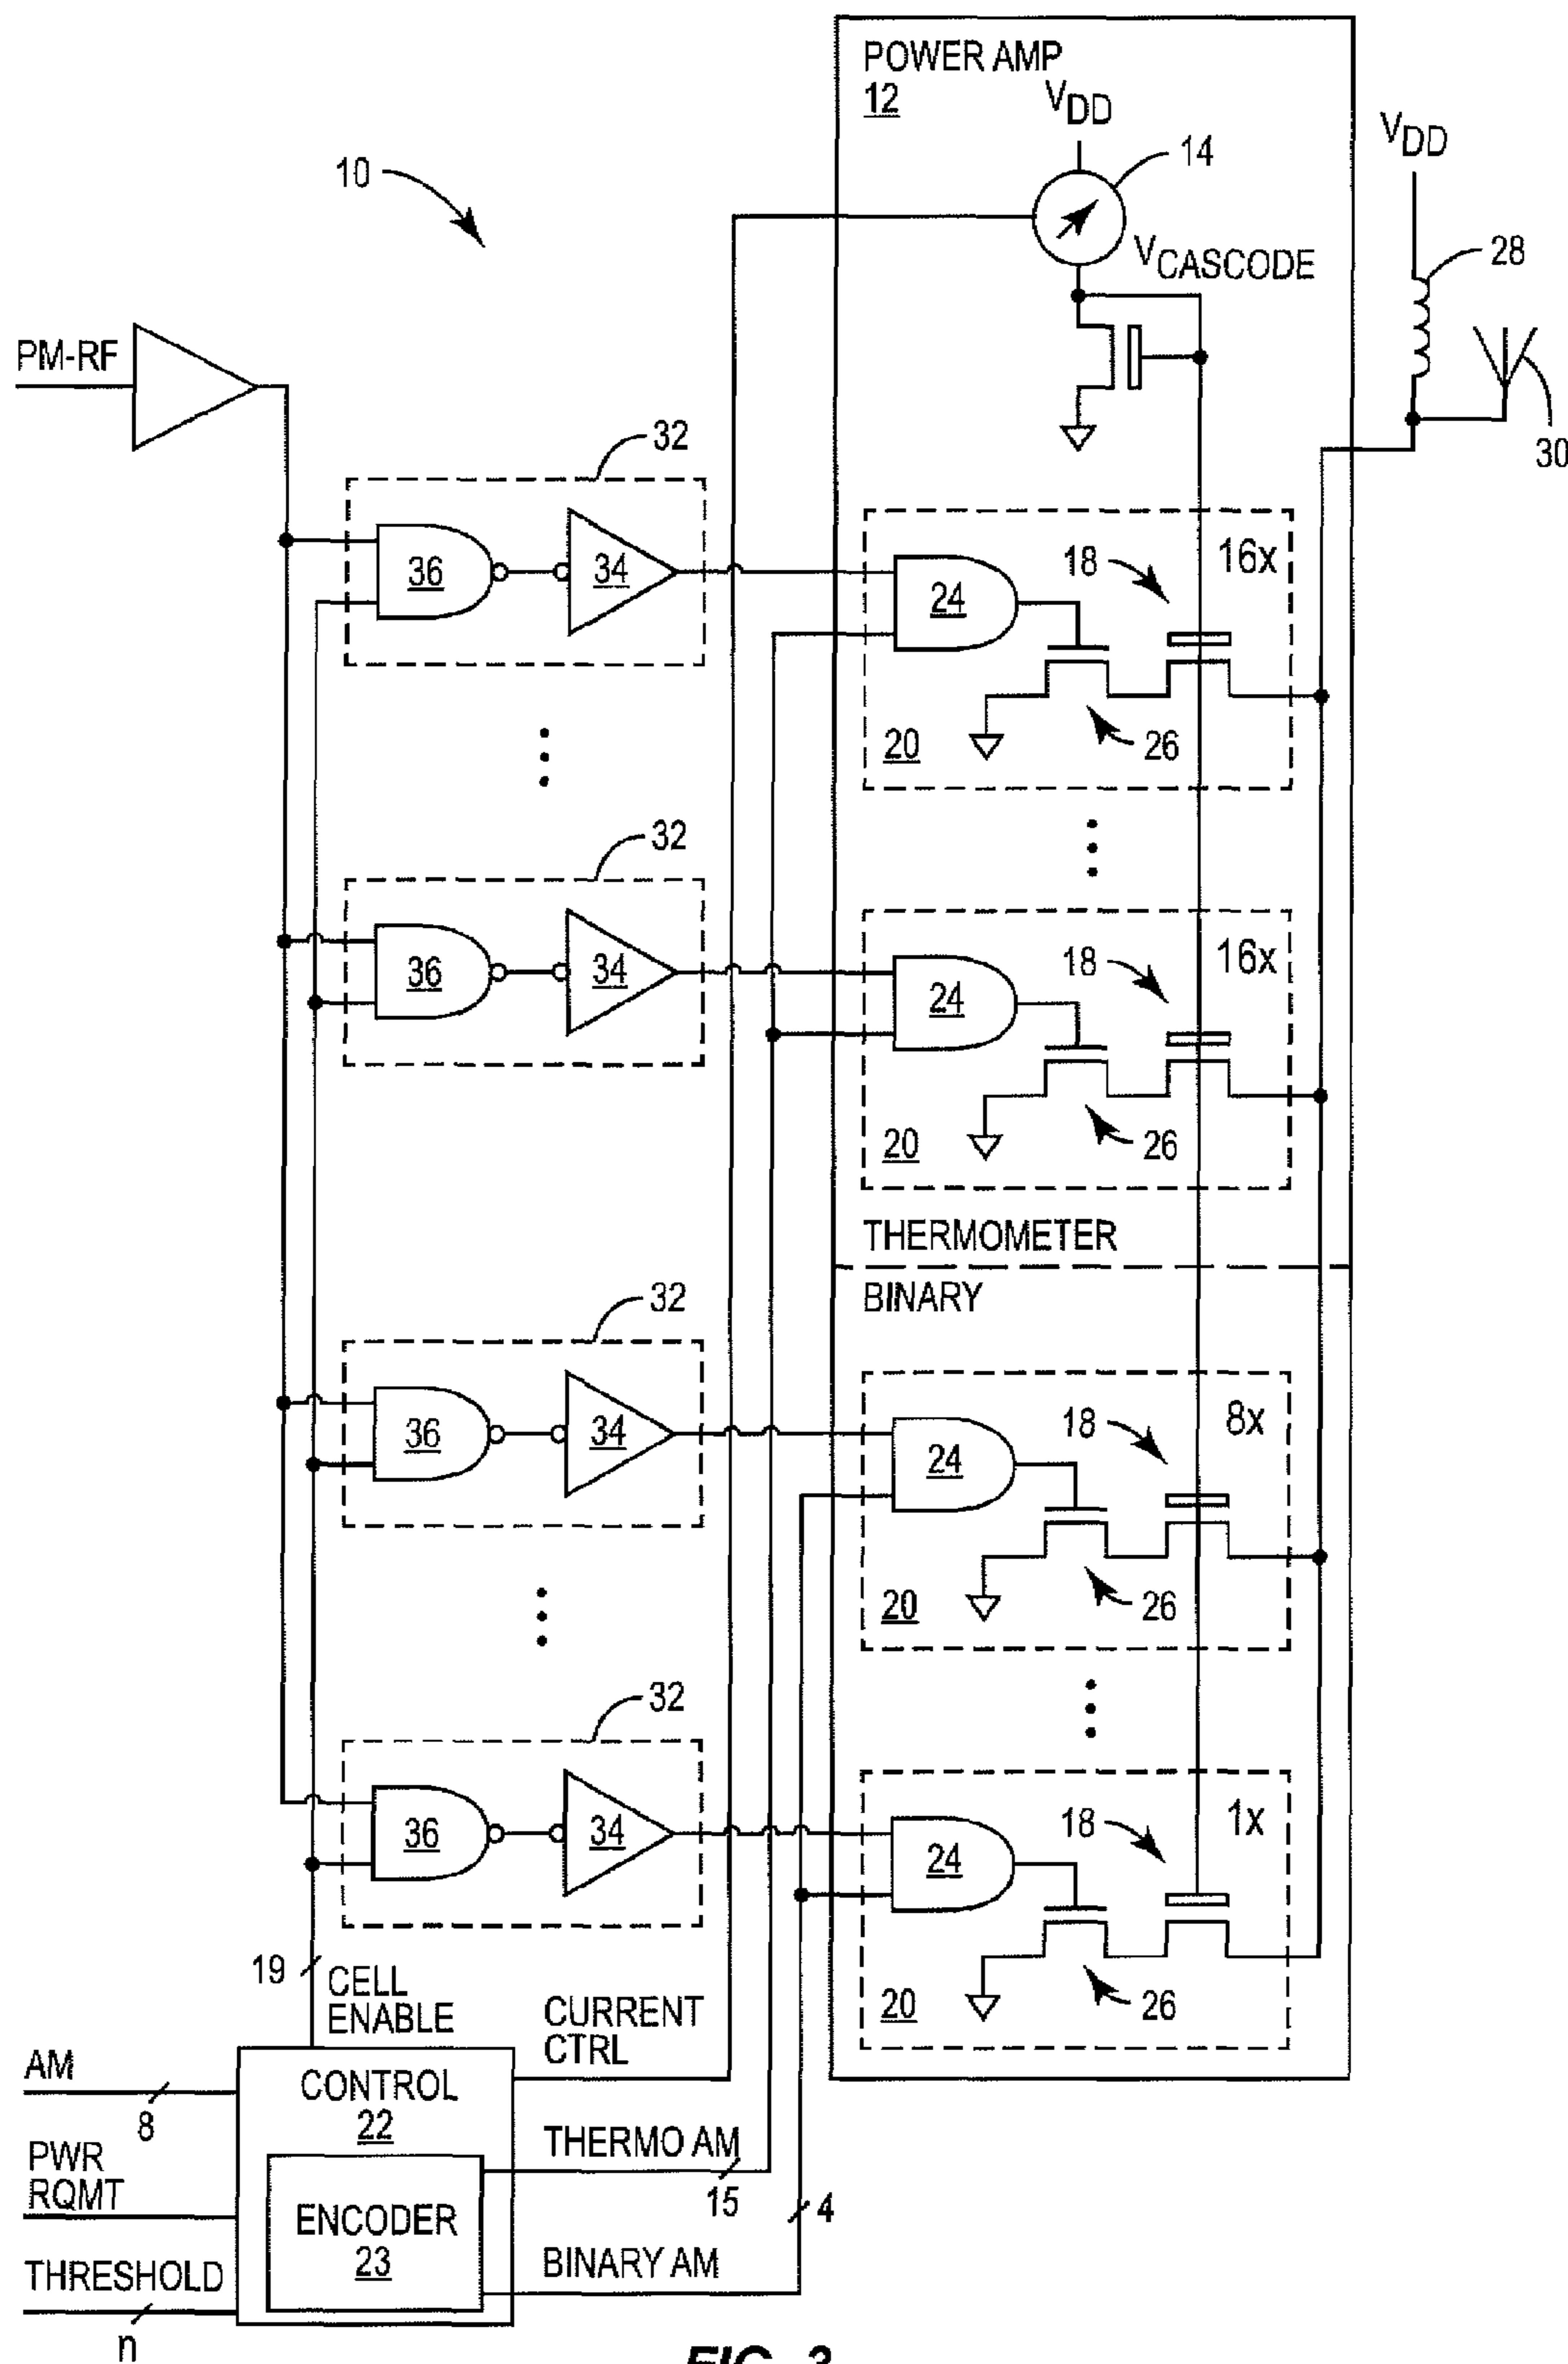 POWER AMP
12
VDD
14
VCASCODE
VDD
28
30
10
PM-RF
32
36
34
24
18
16x
20
26
32
36
34
24
18
16x
20
26
THERMOMETER
BINARY
32
36
34
24
18
8x
20
26
32
36
34
24
18
1x
20
26
19
CELL
ENABLE
CURRENT
CTRL
AM
8
CONTROL
22
PWR
RQMT
THERMO AM
15
4
ENCODER
23
BINARY AM
THRESHOLD
n
FIG. 3